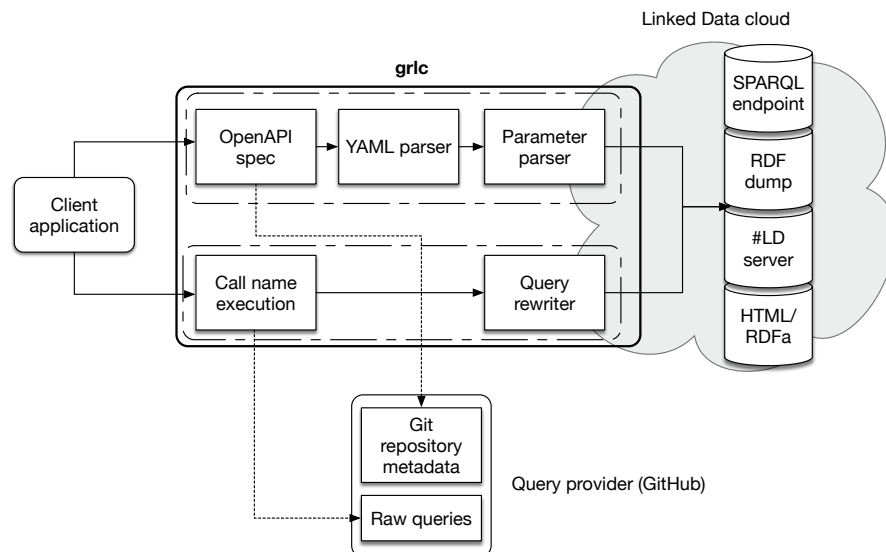 Linked Data cloud
grlc
SPARQL
endpoint
OpenAPI
spec
YAML parser
Parameter
parser
RDF
dump
Client
application
#LD
server
Call name
execution
Query
rewriter
HTML/
RDFa
Git
repository
metadata
Query provider (GitHub)
Raw queries